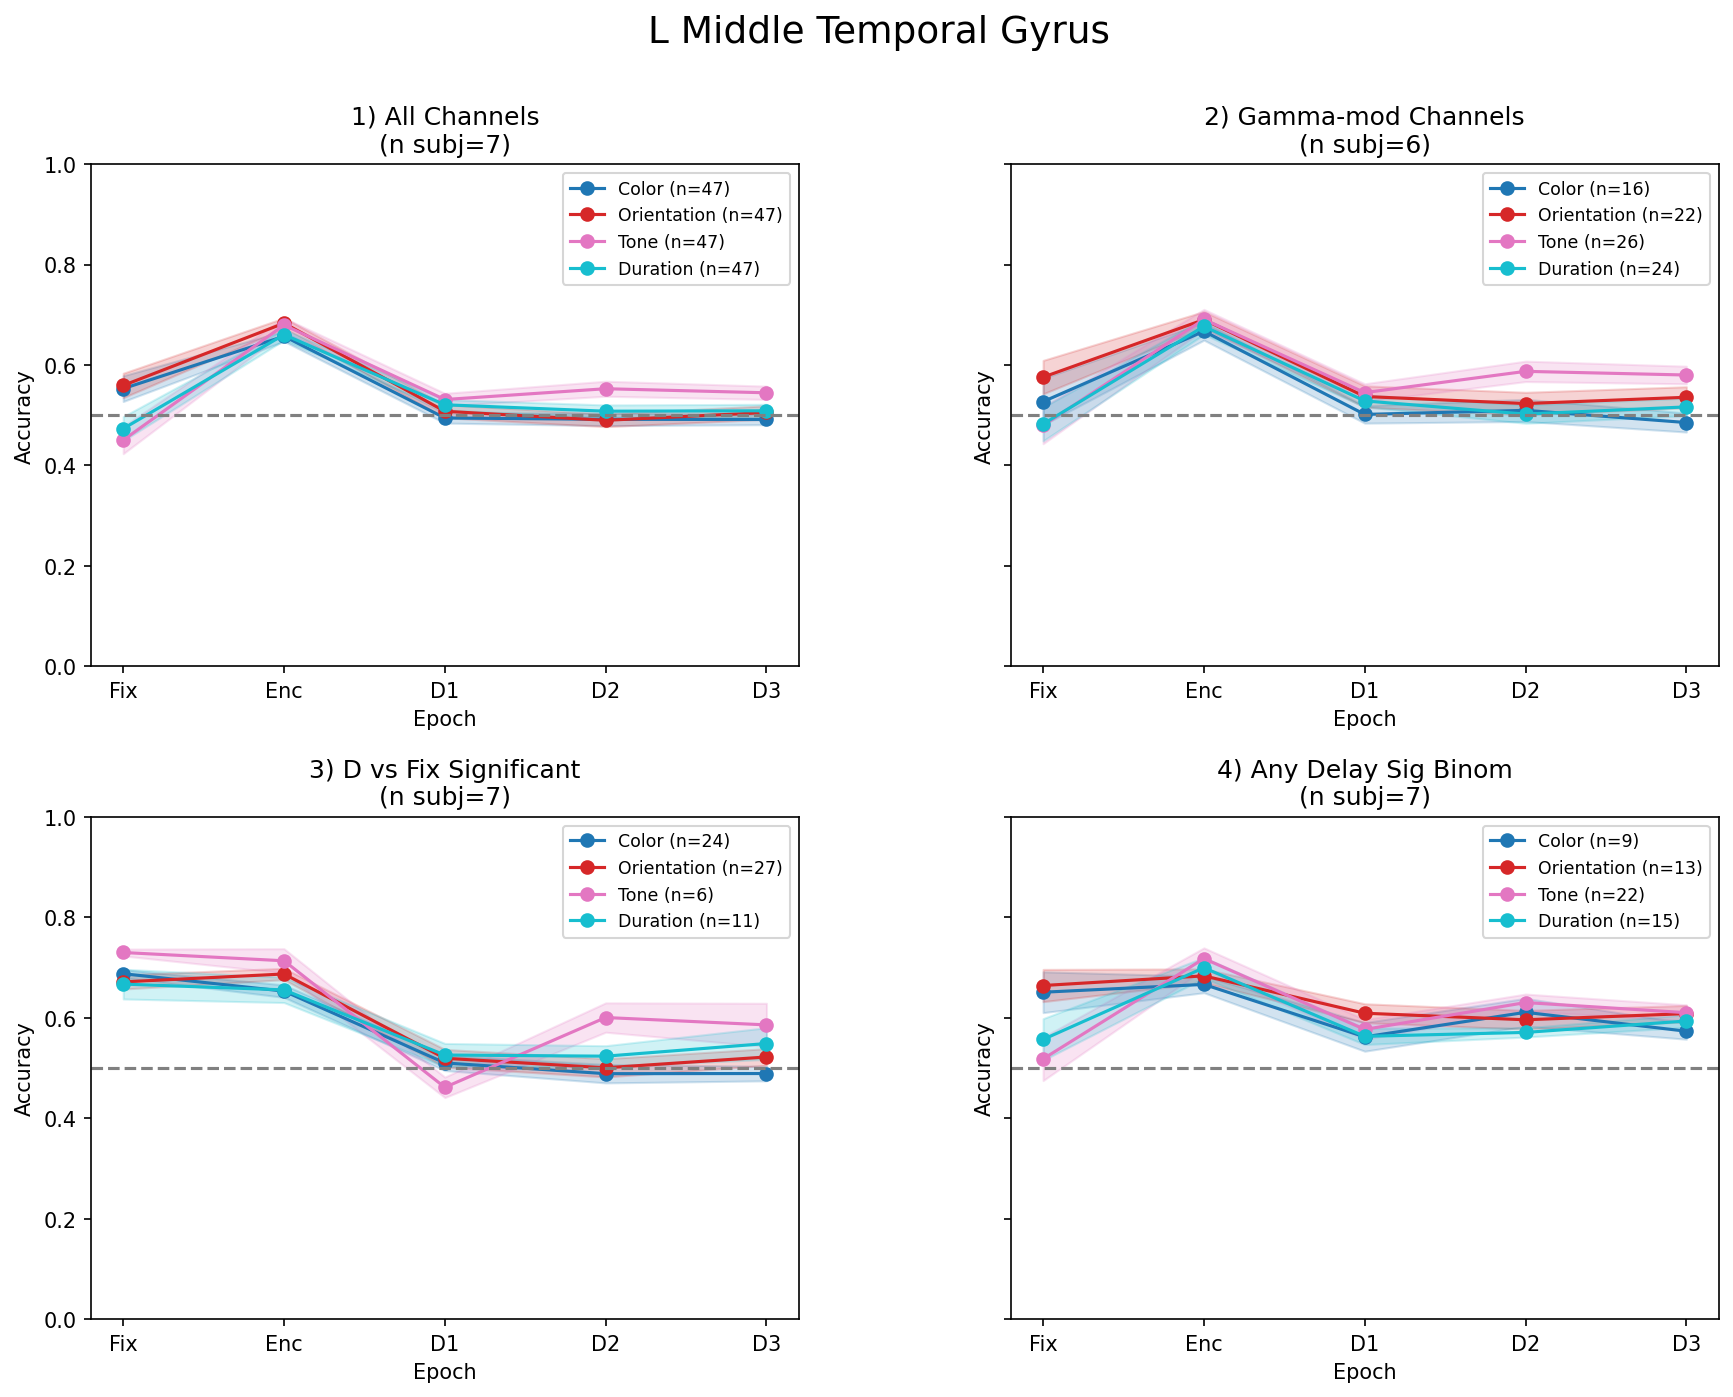 L Middle Temporal Gyrus
1) All Channels
(n subj=7)
1.0
0.8
0.6
0.4
0.2
0.0
Accuracy
Color (n=47)
Orientation (n=47)
Tone (n=47)
Duration (n=47)
Fix
Enc
D1
D2
D3
Epoch
2) Gamma-mod Channels
(n subj=6)
Accuracy
Color (n=16)
Orientation (n=22)
Tone (n=26)
Duration (n=24)
Fix
Enc
D1
D2
D3
Epoch
3) D vs Fix Significant
(n subj=7)
1.0
0.8
0.6
0.4
0.2
0.0
Accuracy
Color (n=24)
Orientation (n=27)
Tone (n=6)
Duration (n=11)
Fix
Enc
D1
D2
D3
Epoch
4) Any Delay Sig Binom
(n subj=7)
Accuracy
Color (n=9)
Orientation (n=13)
Tone (n=22)
Duration (n=15)
Fix
Enc
D1
D2
D3
Epoch